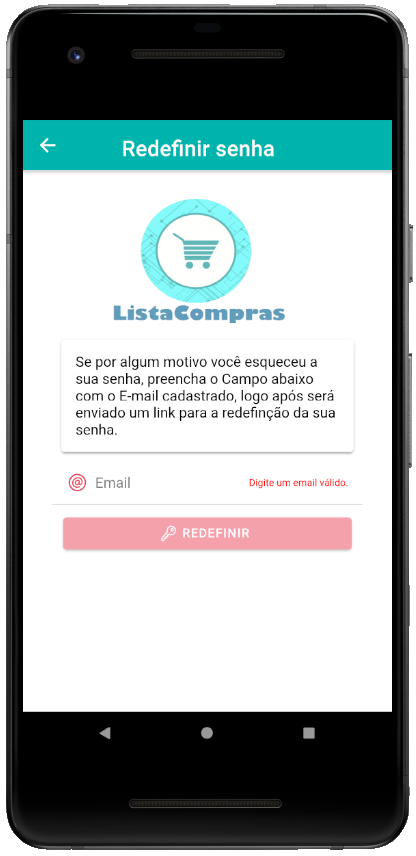 Redefinir senha
ListaCompras
Se por algum motivo você esqueceu a
sua senha, preencha o Campo abaixo
com o E-mail cadastrado, logo após será
enviado um link para a redefinção da sua
senha.
Email
Digite um email válido.
REDEFINIR